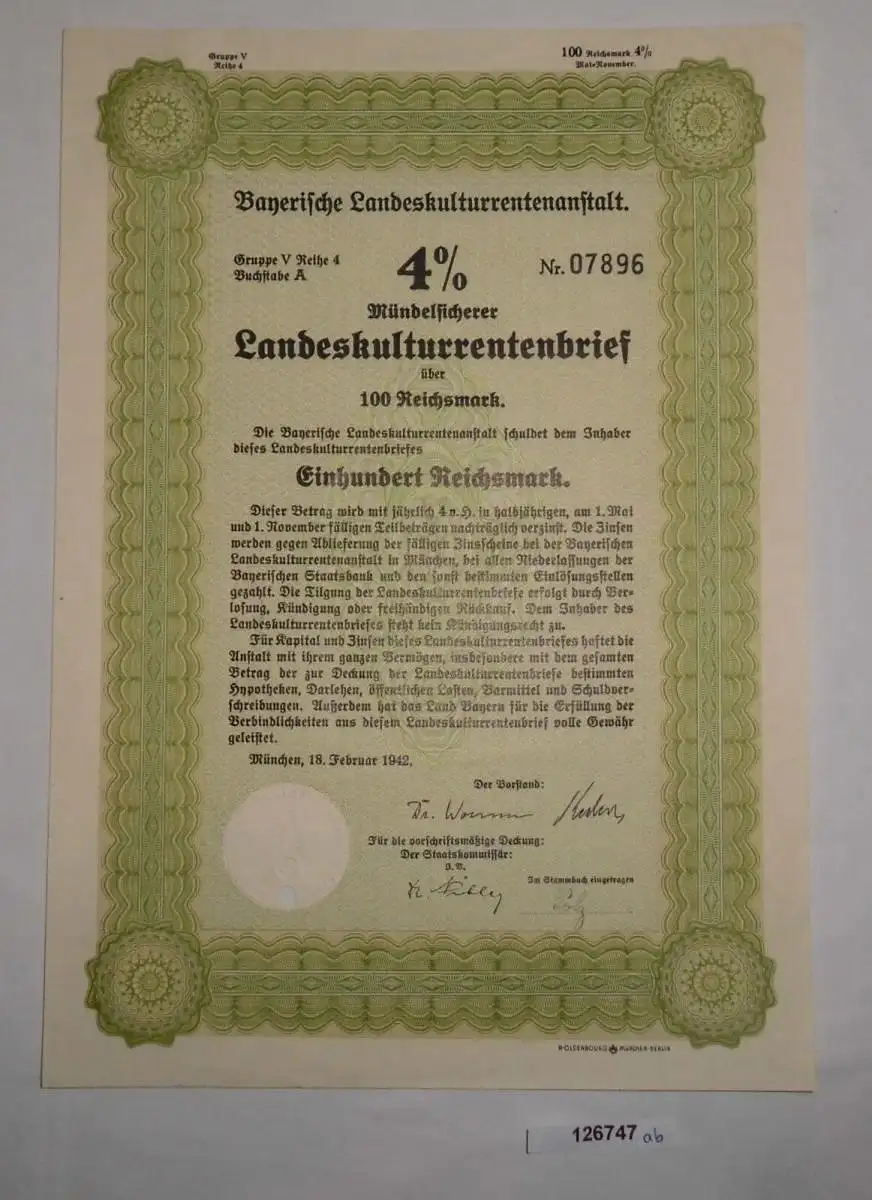 Gruppe V
Reihe 4
100 Reichsmark 4%
Mai-November.
Bayerische Landeskulturrentenanstalt.
Gruppe V Reihe 4
Buchstabe A
4%
Nr. 07896
Mündelsicherer
Landeskulturrentenbrief
über
100 Reichsmark.
Die Bayerische Landeskulturrentenanstalt schuldet dem Inhaber
dieses Landeskulturrentenbriefes
Einhundert Reichsmark.
Dieser Betrag wird mit jährlich 4 v. H. in halbjährigen, am 1. Mai
und 1. November fälligen Teilbeträgen nachträglich verzinst. Die Zinsen
werden gegen Ablieferung der fälligen Zinsscheine bei der Bayerischen
Landeskulturrentenanstalt in München, bei allen Niederlassungen der
Bayerischen Staatsbank und den sonst bestimmten Einlösungsstellen
gezahlt. Die Tilgung der Landeskulturrentenbriefe erfolgt durch Ver-
losung, Kündigung oder freihändigen Rückkauf. Dem Inhaber des
Landeskulturrentenbriefes steht kein Kündigungsrecht zu.
Für Kapital und Zinsen dieses Landeskulturrentenbriefes haftet die
Anstalt mit ihrem ganzen Vermögen, insbesondere mit dem gesamten
Betrag der zur Deckung der Landeskulturrentenbriefe bestimmten
Hypotheken, Darlehen, öffentlichen Lasten, Barmittel und Schuldver-
schreibungen. Außerdem hat das Land Bayern für die Erfüllung der
Verbindlichkeiten aus diesem Landeskulturrentenbrief volle Gewähr
geleistet.
München, 18. Februar 1942.
Der Vorstand:
Dr.
Für die vorschriftsmäßige Deckung:
Der Staatskommissär:
I. V.
Im Stammbuch eingetragen
R·OLDENBOURG MÜNCHEN-BERLIN
126747 ab